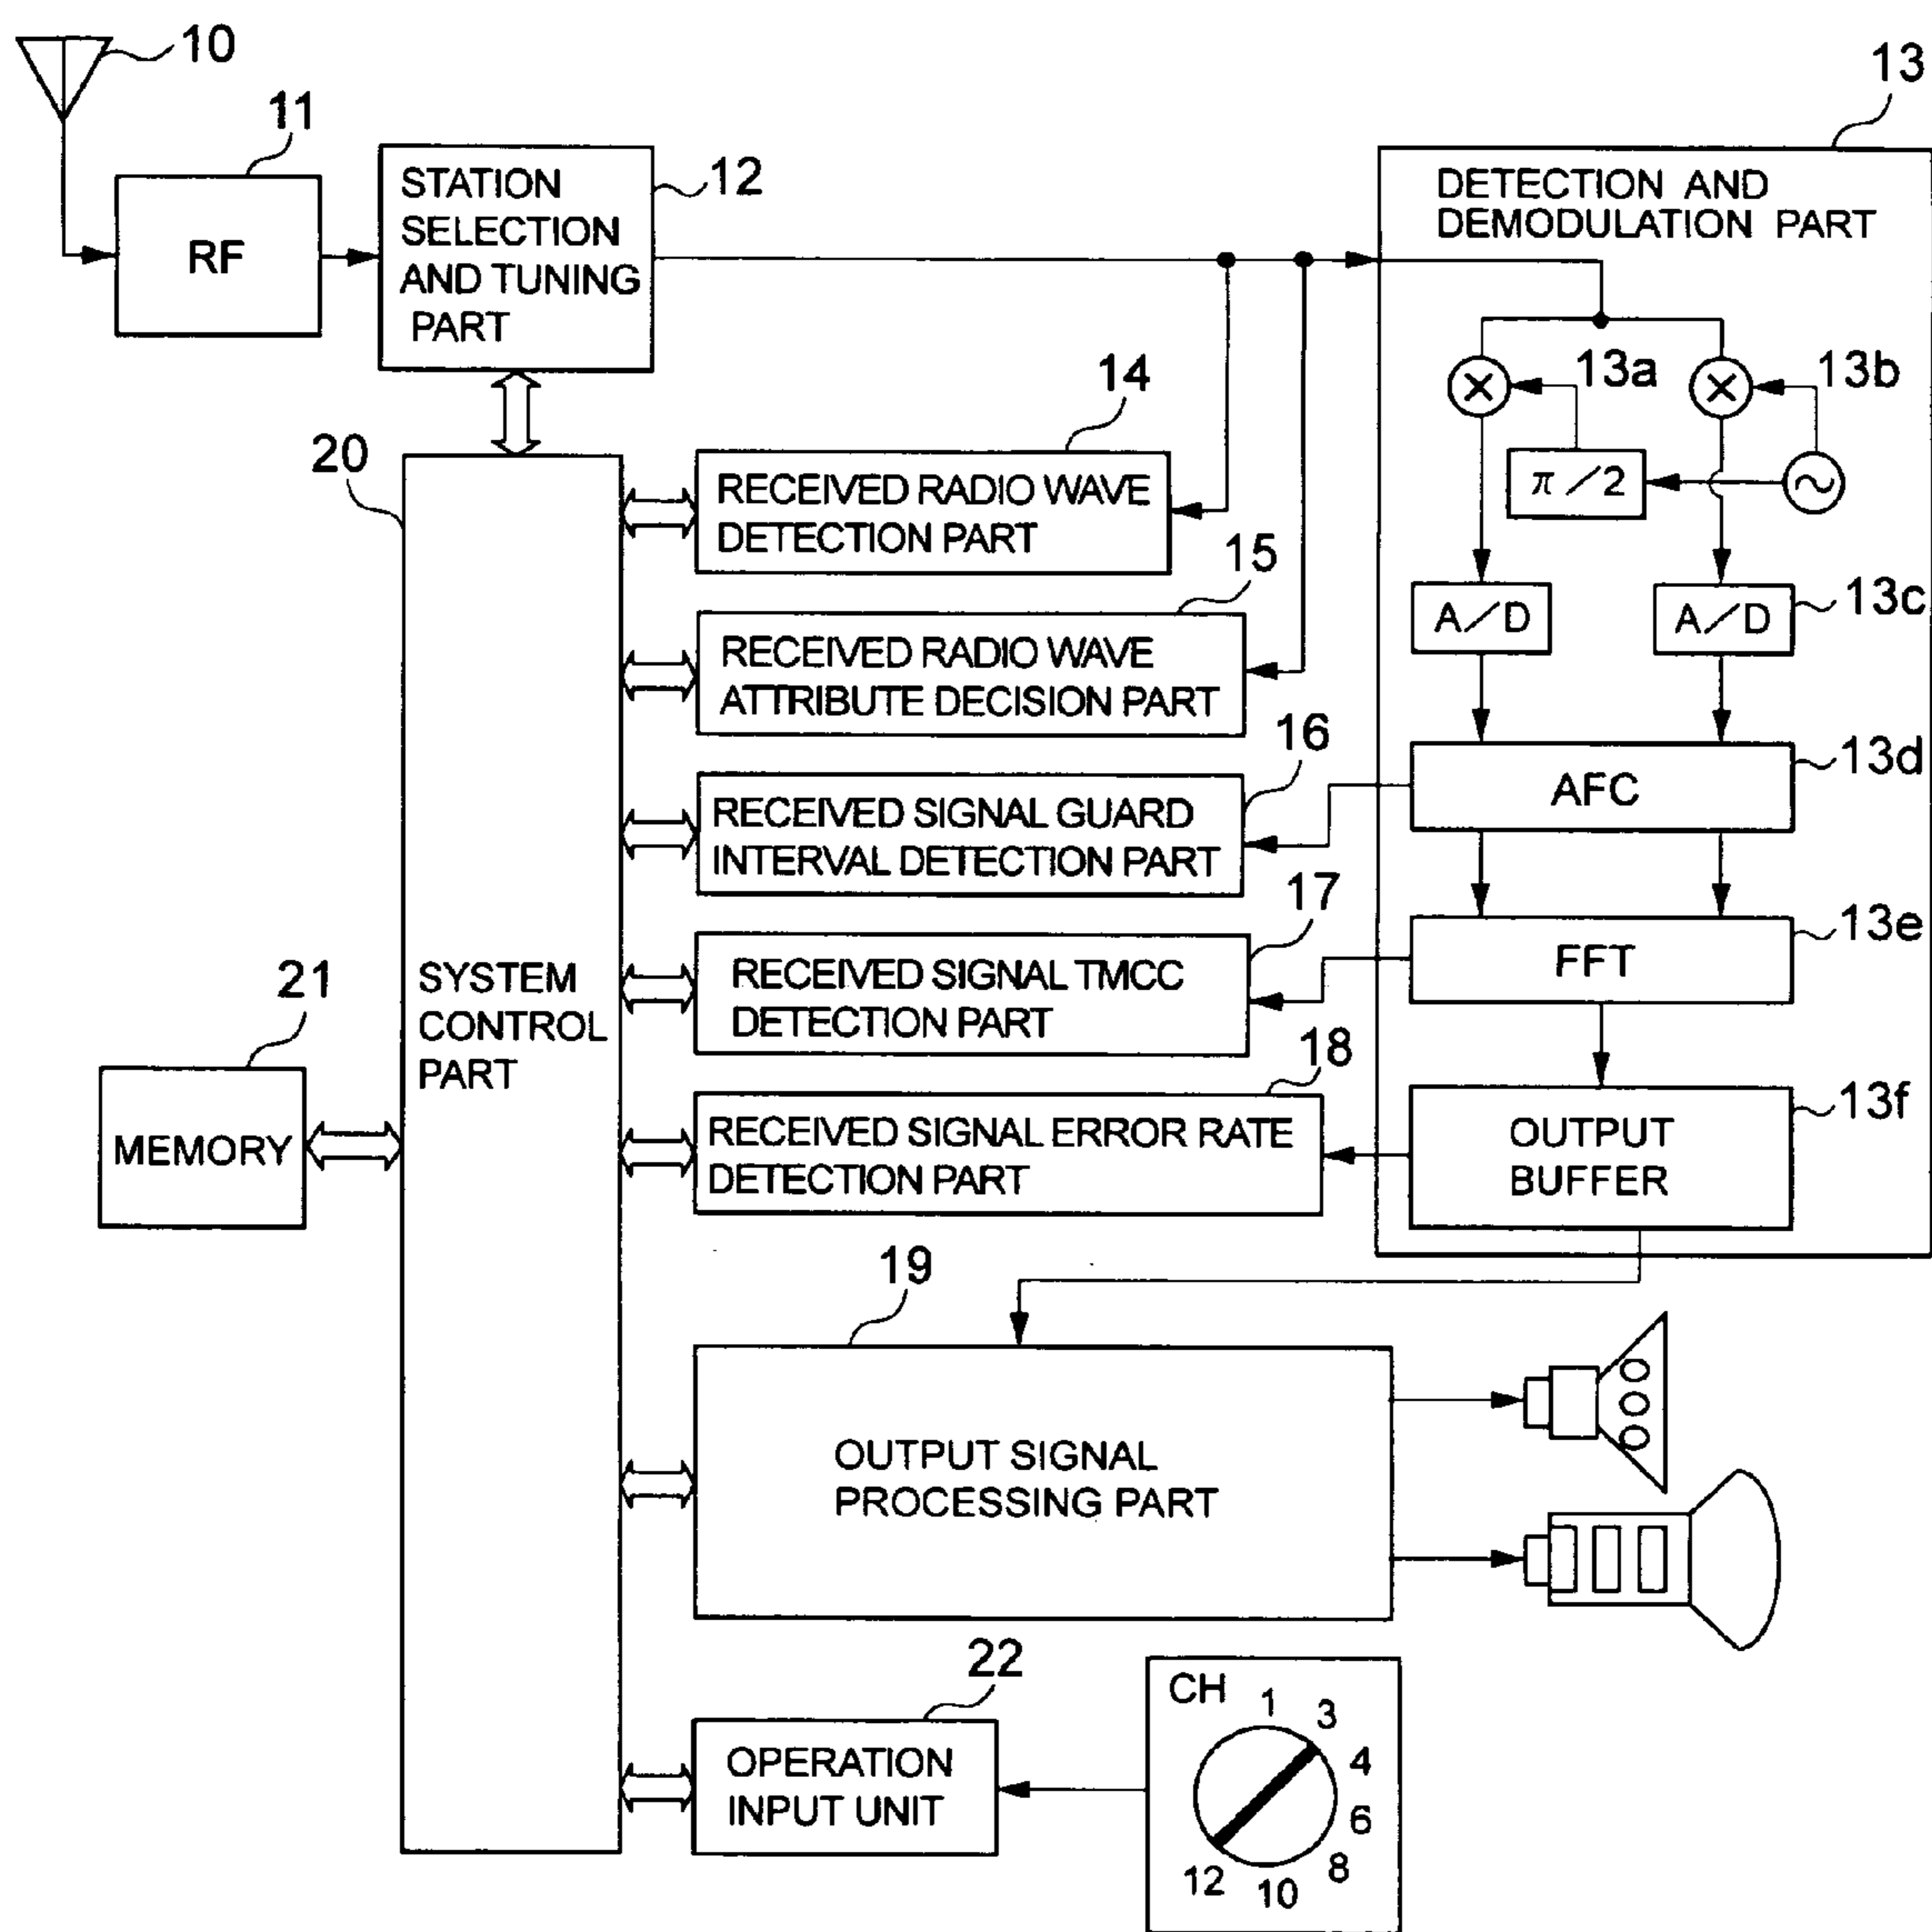 10
11
RF
STATION
SELECTION
AND TUNING
PART
12
13
DETECTION AND
DEMODULATION PART
13a
13b
π/2
A/D
A/D
13c
AFC
13d
FFT
13e
OUTPUT
BUFFER
13f
14
RECEIVED RADIO WAVE
DETECTION PART
15
RECEIVED RADIO WAVE
ATTRIBUTE DECISION PART
16
RECEIVED SIGNAL GUARD
INTERVAL DETECTION PART
17
RECEIVED SIGNAL TMCC
DETECTION PART
18
RECEIVED SIGNAL ERROR RATE
DETECTION PART
20
SYSTEM
CONTROL
PART
21
MEMORY
19
OUTPUT SIGNAL
PROCESSING PART
22
OPERATION
INPUT UNIT
CH
1
3
4
6
8
10
12